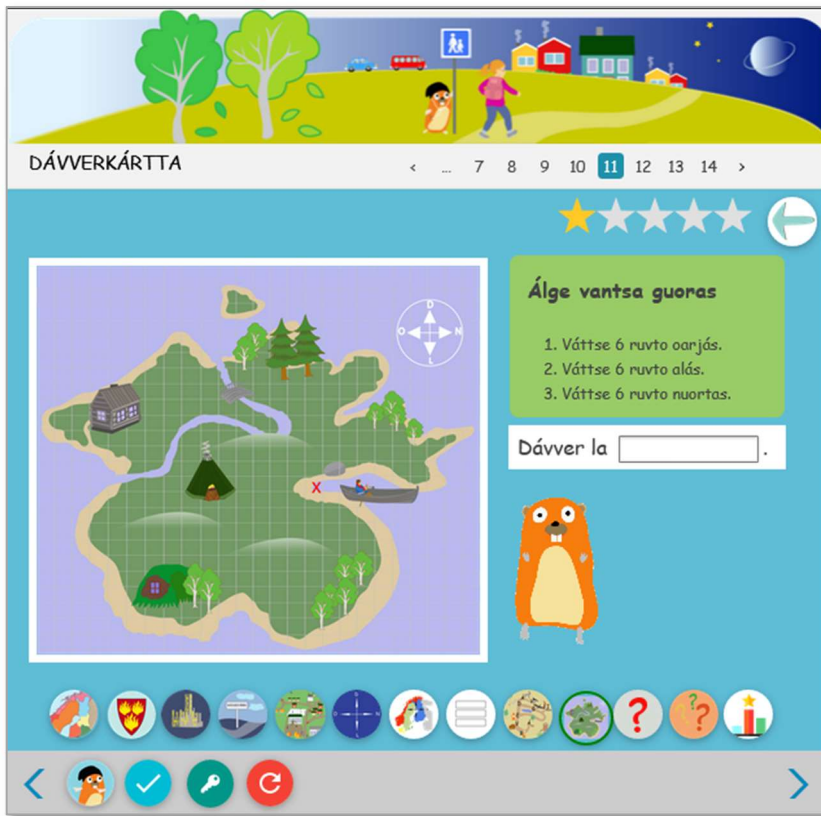 DÁVVERKÁRTTA
‹ ... 7 8 9 10 11 12 13 14 ›
D
O N
L
Álge vantsa guoras
1. Váttse 6 ruvto oarjás.
2. Váttse 6 ruvto alás.
3. Váttse 6 ruvto nuortas.
X
Dávver la .
? ? ?